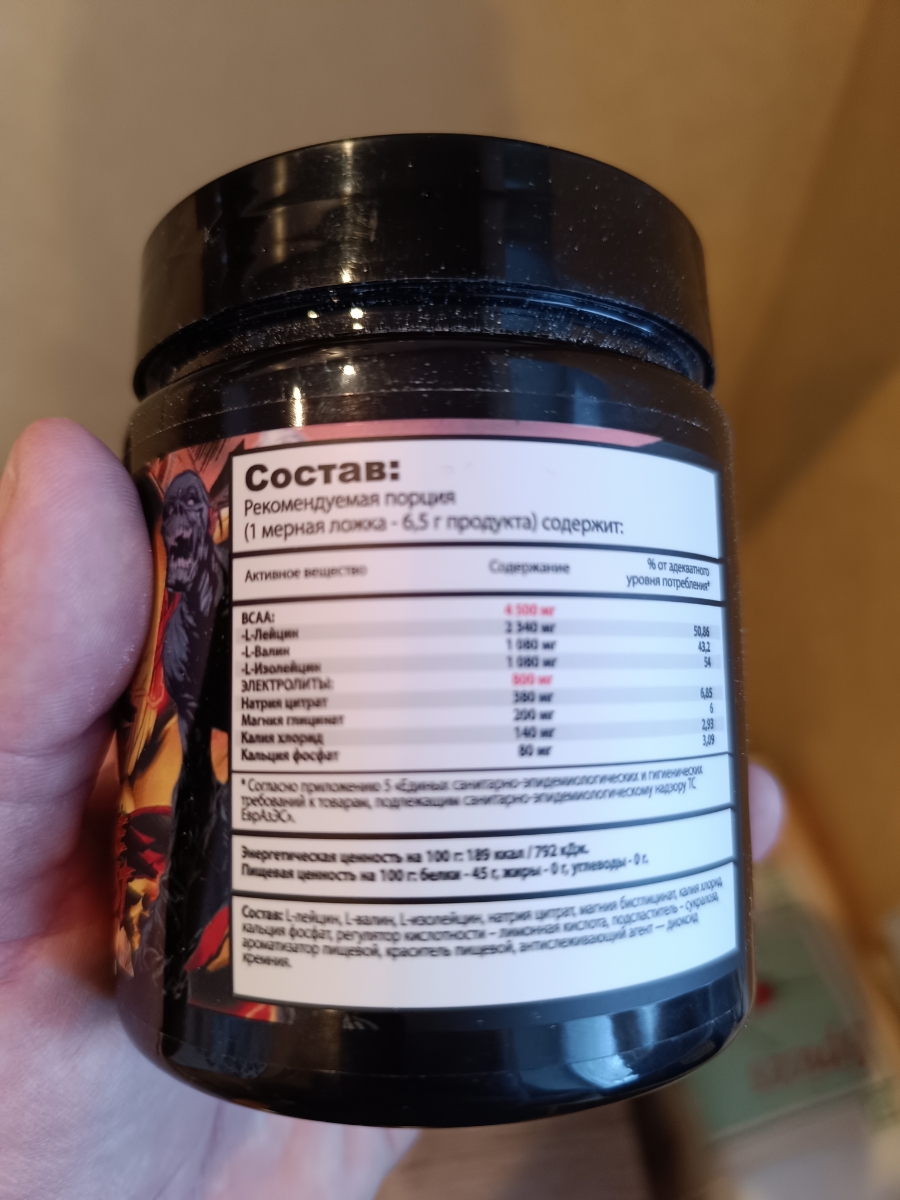 Состав:
Рекомендуемая порция
(1 мерная ложка - 6,5 г продукта) содержит:
Активное вещество Содержание % от адекватного
уровня потребления*
BCAA: 4 500 мг
-L-Лейцин 2 340 мг 50,86
-L-Валин 1 080 мг 43,2
-L-Изолейцин 1 080 мг 54
ЭЛЕКТРОЛИТЫ: 800 мг
Натрия цитрат 380 мг 6,85
Магния глицинат 200 мг 6
Калия хлорид 140 мг 2,93
Кальция фосфат 80 мг 3,09
* Согласно приложению 5 «Единых санитарно-эпидемиологических и гигиенических
требований к товарам, подлежащим санитарно-эпидемиологическому надзору ТС
ЕврАзЭС».
Энергетическая ценность на 100 г: 189 ккал / 792 кДж.
Пищевая ценность на 100 г: белки - 45 г, жиры - 0 г, углеводы - 0 г.
Состав: L-лейцин, L-валин, L-изолейцин, натрия цитрат, магния бисглицинат, калия хлорид,
кальция фосфат, регулятор кислотности – лимонная кислота, подсластитель - сукралоза,
ароматизатор пищевой, краситель пищевой, антислеживающий агент — диоксид
кремния.